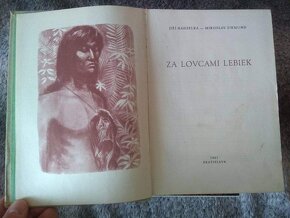 JIŘÍ HANZELKA — MIROSLAV ZIKMUND
ZA LOVCAMI LEBIEK
BRATISLAVA